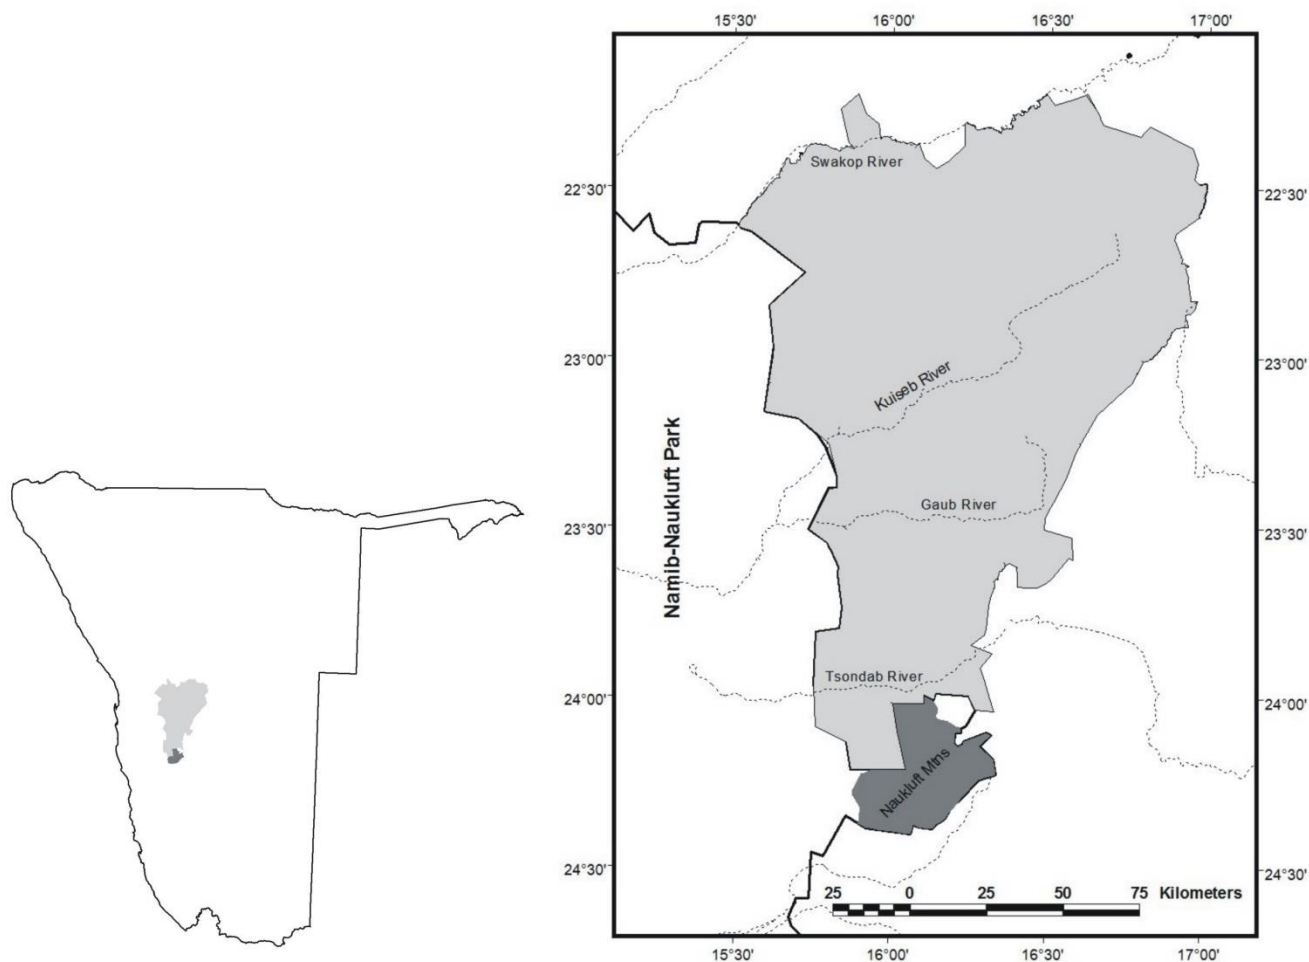 15°30' 16°00' 16°30' 17°00'
Swakop River
22°30' 22°30'
23°00' 23°00'
Kuiseb River
Namib-Naukluft Park
Gaub River
23°30' 23°30'
Tsondab River
24°00' 24°00'
Naukluft Mtns
24°30' 24°30'
25 0 25 50 75 Kilometers
15°30' 16°00' 16°30' 17°00'